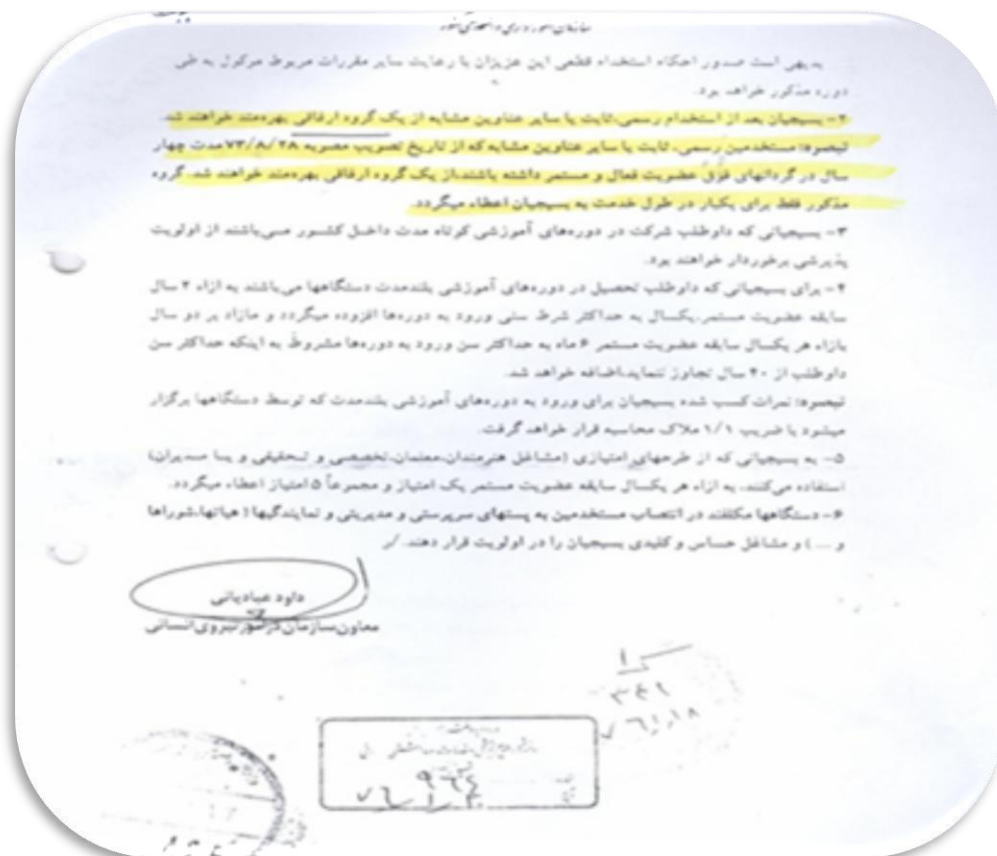 سازمان امور اداری و استخدامی کشور
بدیهی است صدور احکام استخدام قطعی این عزیزان با رعایت سایر مقررات مربوط مرکول به طی
دوره مذکور خواهد بود.
۲- بسیجیان بعد از استخدام رسمی، ثابت یا سایر عناوین مشابه از یک گروه ارفاقی بهره‌مند خواهند شد.
تبصره: مستخدمین رسمی، ثابت یا سایر عناوین مشابه که از تاریخ تصویب مصوبه ۷۳/۸/۲۸ مدت چهار
سال در گردانهای فوق عضویت فعال و مستمر داشته باشند، از یک گروه ارفاقی بهره‌مند خواهند شد. گروه
مذکور فقط برای یکبار در طول خدمت به بسیجیان اعطاء میگردد.
۳- بسیجیانی که داوطلب شرکت در دوره‌های آموزشی کوتاه مدت داخل کشور می‌باشند از اولویت
پذیرشی برخوردار خواهند بود.
۴- برای بسیجیانی که داوطلب تحصیل در دوره‌های آموزشی بلندمدت دستگاهها می‌باشند به ازاء ۲ سال
سابقه عضویت مستمر، یکسال به حداکثر شرط سنی ورود به دوره‌ها افزوده میگردد و مازاد بر دو سال
بازاء هر یکسال سابقه عضویت مستمر ۶ ماه به حداکثر سن ورود به دوره‌ها مشروط به اینکه حداکثر سن
داوطلب از ۴۰ سال تجاوز ننماید، اضافه خواهد شد.
تبصره: نمرات کسب شده بسیجیان برای ورود به دوره‌های آموزشی بلندمدت که توسط دستگاهها برگزار
میشود با ضریب ۱/۱ ملاک محاسبه قرار خواهد گرفت.
۵- به بسیجیانی که از طرحهای امتیازی (مشاغل هنرمندان، معلمان، تخصصی و تحقیقی و یا مدیران)
استفاده می‌کنند، به ازاء هر یکسال سابقه عضویت مستمر یک امتیاز و مجموعاً ۵ امتیاز اعطاء میگردد.
۶- دستگاهها مکلفند در انتصاب مستخدمین به پستهای سرپرستی و مدیریتی و نمایندگیها (هیاتها، شوراها
و ...) و مشاغل حساس و کلیدی بسیجیان را در اولویت قرار دهند./ر
داود عبادیانی
معاون سازمان در امور نیروی انسانی